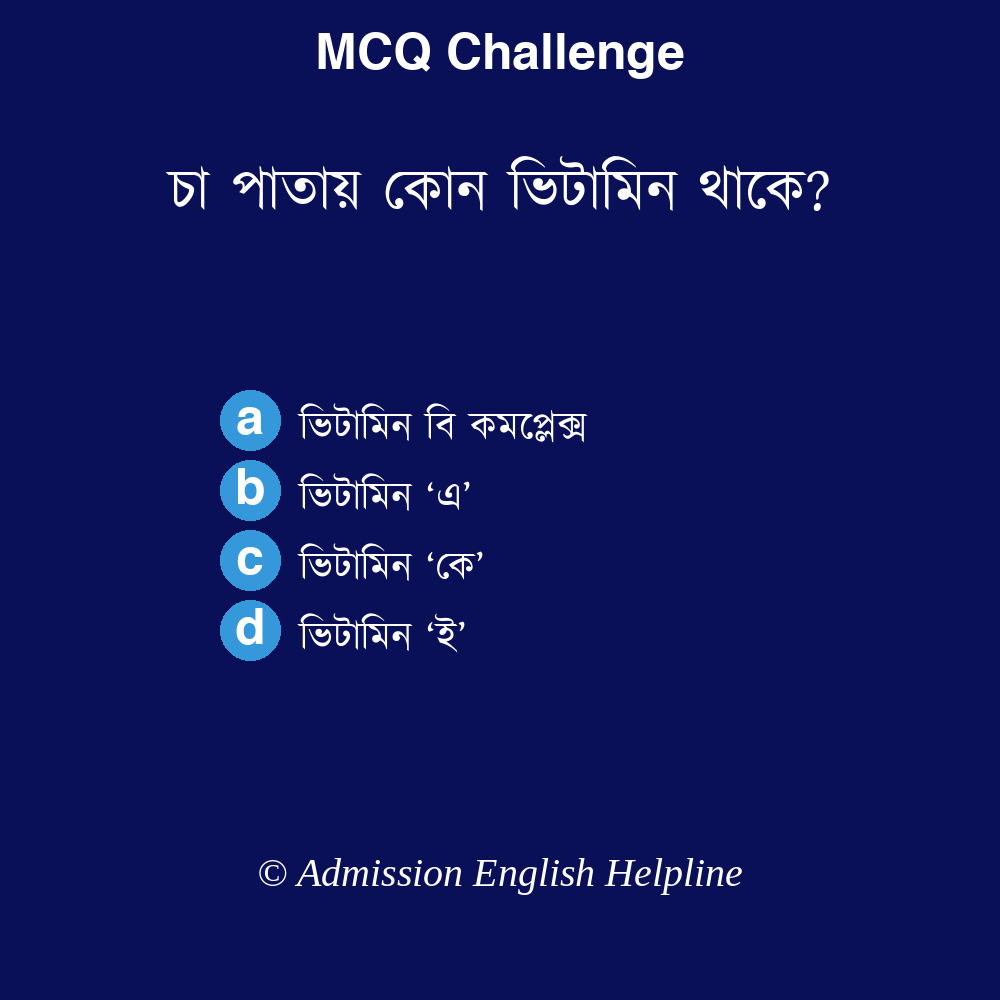 MCQ Challenge
চা পাতায় কোন ভিটামিন থাকে?
a ভিটামিন বি কমপ্লেক্স
b ভিটামিন ‘এ’
c ভিটামিন ‘কে’
d ভিটামিন ‘ই’
© Admission English Helpline